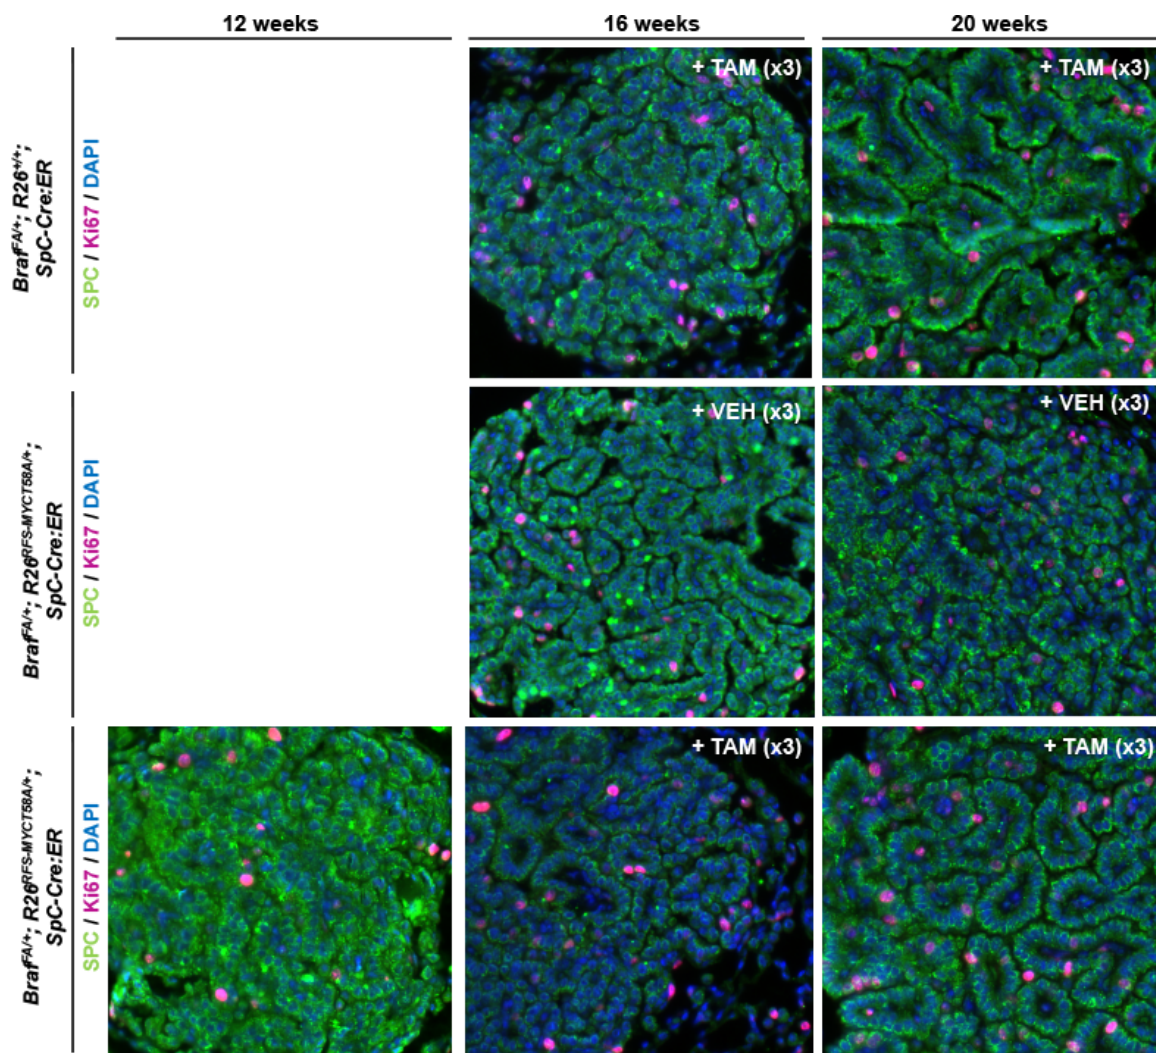 12 weeks
16 weeks
20 weeks
Braf^FA/+; R26^+/+;
SpC-Cre:ER
SPC / Ki67 / DAPI
+ TAM (x3)
+ TAM (x3)
Braf^FA/+; R26^RFS-MYCT58A/+;
SpC-Cre:ER
SPC / Ki67 / DAPI
+ VEH (x3)
+ VEH (x3)
Braf^FA/+; R26^RFS-MYCT58A/+;
SpC-Cre:ER
SPC / Ki67 / DAPI
+ TAM (x3)
+ TAM (x3)